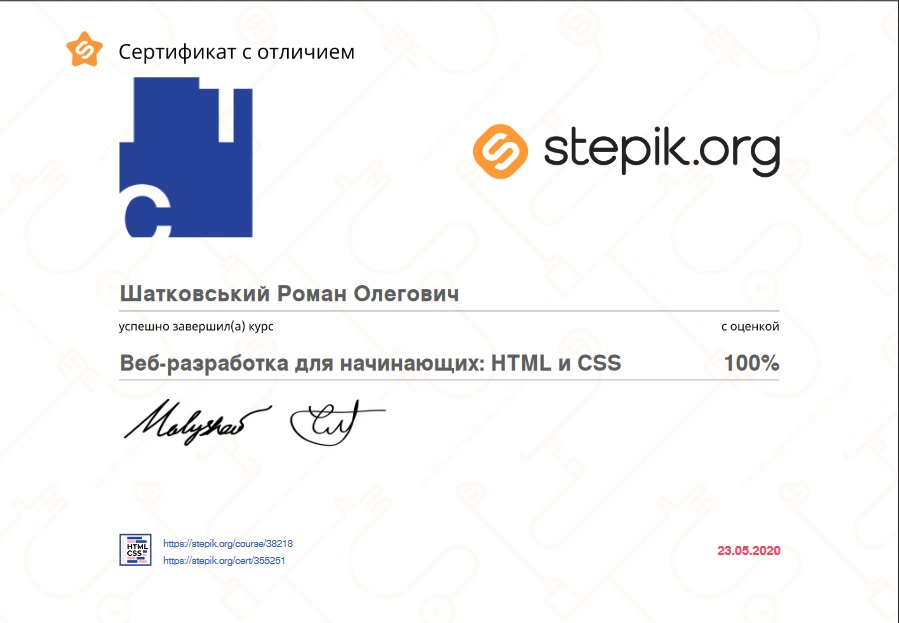 Сертификат с отличием
stepik.org
Шатковський Роман Олегович
успешно завершил(а) курс
с оценкой
Веб-разработка для начинающих: HTML и CSS
100%
HTML
CSS
https://stepik.org/course/38218
https://stepik.org/cert/355251
23.05.2020